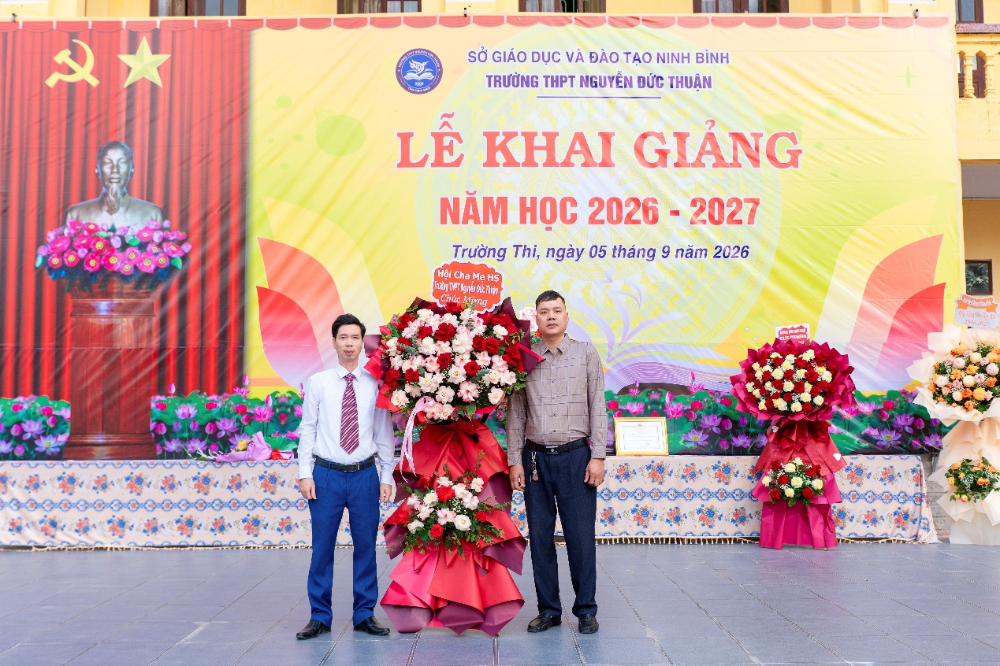 SỞ GIÁO DỤC VÀ ĐÀO TẠO NINH BÌNH
TRƯỜNG THPT NGUYỄN ĐỨC THUẬN
LỄ KHAI GIẢNG
NĂM HỌC 2026 - 2027
Trường Thi, ngày 05 tháng 9 năm 2026
Hội Cha Mẹ HS
Trường THPT Nguyễn Đức Thuận
Chúc Mừng